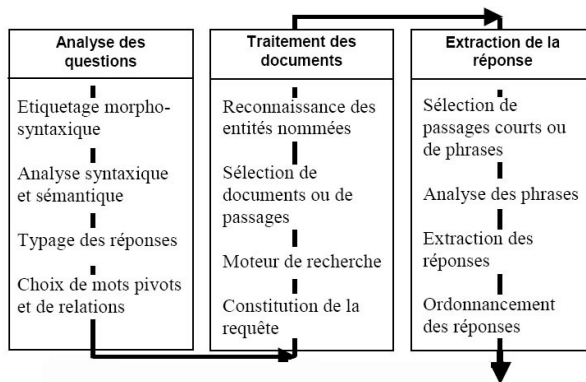 Analyse des
questions
Etiquetage morpho-
syntaxique
Analyse syntaxique
et sémantique
Typage des réponses
Choix de mots pivots
et de relations
Traitement des
documents
Reconnaissance des
entités nommées
Sélection de
documents ou de
passages
Moteur de recherche
Constitution de la
requête
Extraction de la
réponse
Sélection de
passages courts ou
de phrases
Analyse des phrases
Extraction des
réponses
Ordonnancement
des réponses